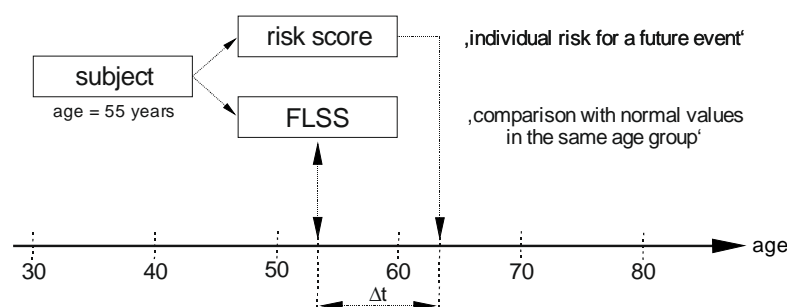 risk score
‚individual risk for a future event‘
subject
age = 55 years
FLSS
‚comparison with normal values
in the same age group‘
age
30 40 50 60 70 80
Δt